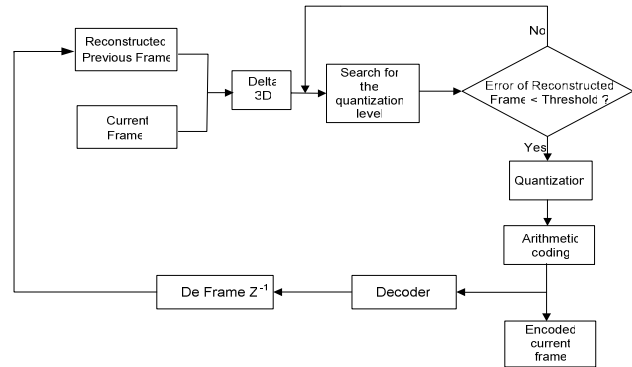 No
Reconstructed
Previous Frame
Delta
3D
Search for
the
quantization
level
Error of Reconstructed
Frame < Threshold ?
Current
Frame
Yes
Quantization
Arithmetic
coding
De Frame Z⁻¹
Decoder
Encoded
current
frame